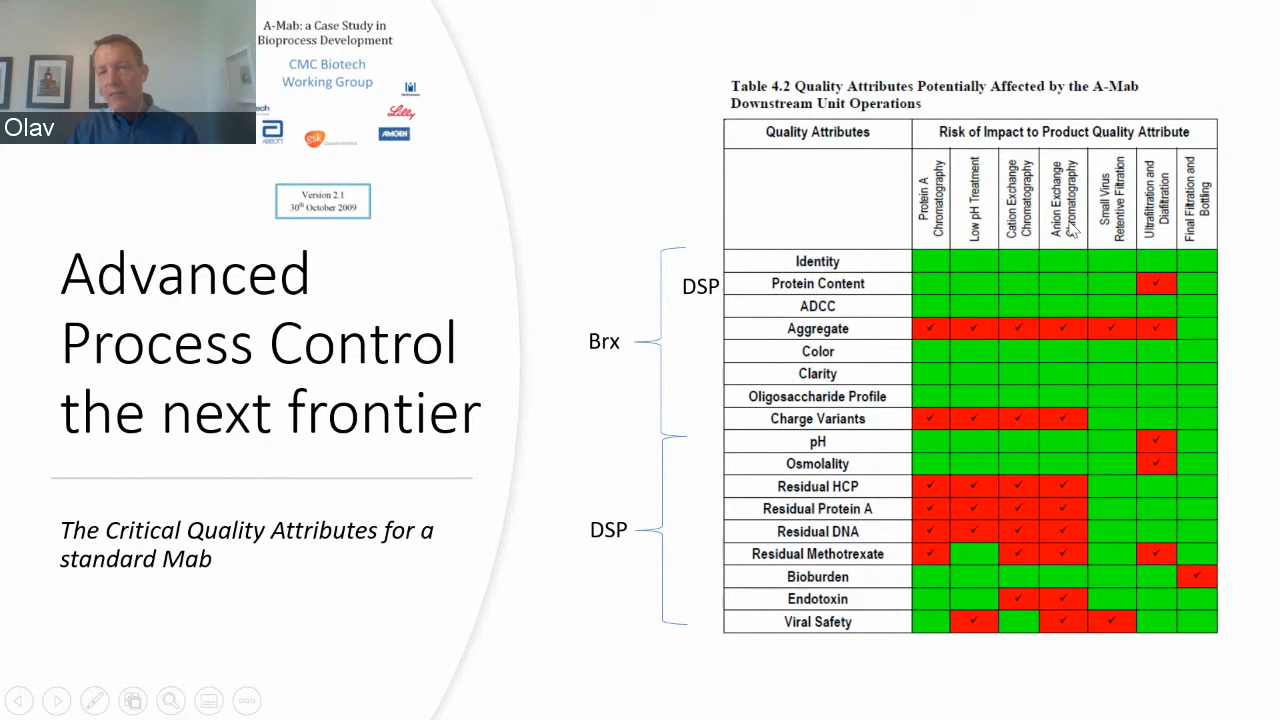 Olav
A-Mab: a Case Study in
Bioprocess Development
CMC Biotech
Working Group
Lilly
ABBOTT
gsk
GlaxoSmithKline
AMGEN
Version 2.1
30th October 2009
Advanced
Process Control
the next frontier
The Critical Quality Attributes for a
standard Mab
Brx
DSP
DSP
Table 4.2 Quality Attributes Potentially Affected by the A-Mab
Downstream Unit Operations
Quality Attributes
Risk of Impact to Product Quality Attribute
Protein A
Chromatography
Low pH Treatment
Cation Exchange
Chromatography
Anion Exchange
Chromatography
Small Virus
Retentive Filtration
Ultrafiltration and
Diafiltration
Final Filtration and
Bottling
Identity
Protein Content ✓
ADCC
Aggregate ✓ ✓ ✓ ✓ ✓ ✓
Color
Clarity
Oligosaccharide Profile
Charge Variants ✓ ✓ ✓ ✓
pH ✓
Osmolality ✓
Residual HCP ✓ ✓ ✓ ✓
Residual Protein A ✓ ✓ ✓ ✓
Residual DNA ✓ ✓ ✓ ✓
Residual Methotrexate ✓ ✓ ✓ ✓
Bioburden ✓
Endotoxin ✓ ✓
Viral Safety ✓ ✓ ✓